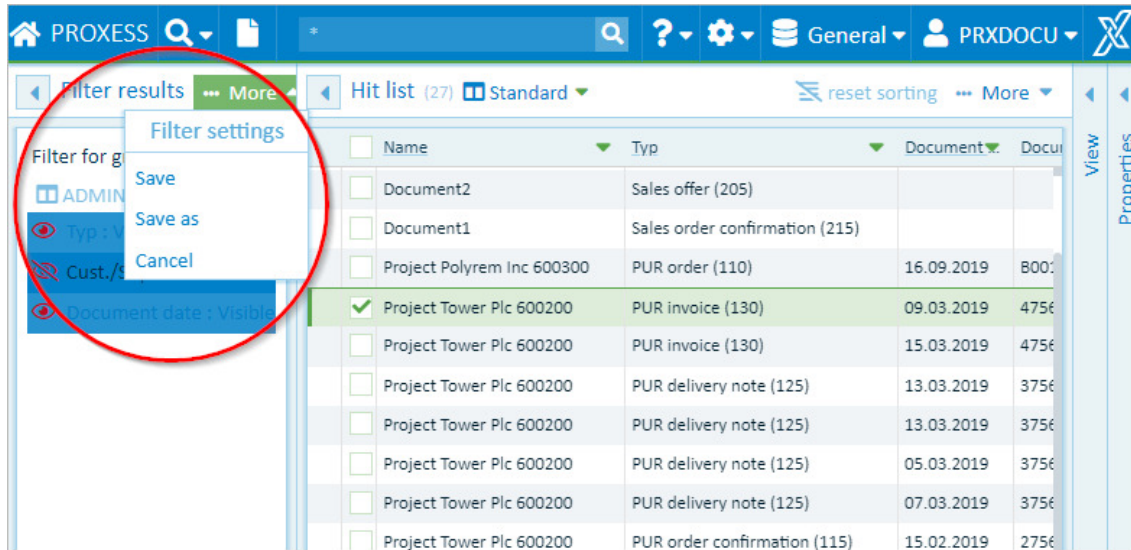 PROXESS * ? General PRXDOCU
Filter results ··· More
Filter settings
Save
Save as
Cancel
Filter for
ADMIN
Typ :
Cust./
Document date : Visible
Hit list (27) Standard reset sorting ··· More
Name Typ Document
Document2 Sales offer (205)
Document1 Sales order confirmation (215)
Project Polyrem Inc 600300 PUR order (110) 16.09.2019
Project Tower Plc 600200 PUR invoice (130) 09.03.2019 4756
Project Tower Plc 600200 PUR invoice (130) 15.03.2019 4756
Project Tower Plc 600200 PUR delivery note (125) 13.03.2019 3756
Project Tower Plc 600200 PUR delivery note (125) 13.03.2019 3756
Project Tower Plc 600200 PUR delivery note (125) 05.03.2019 3756
Project Tower Plc 600200 PUR delivery note (125) 07.03.2019 3756
Project Tower Plc 600200 PUR order confirmation (115) 15.02.2019 2756
View
Properties